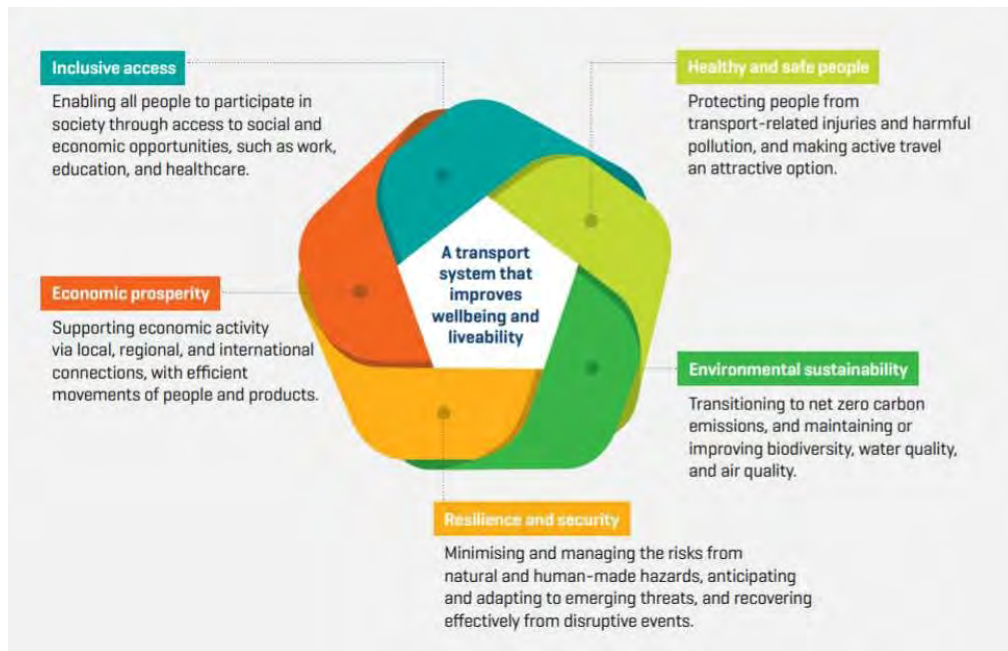 Inclusive access
Enabling all people to participate in
society through access to social and
economic opportunities, such as work,
education, and healthcare.
Healthy and safe people
Protecting people from
transport-related injuries and harmful
pollution, and making active travel
an attractive option.
A transport
system that
improves
wellbeing and
liveability
Economic prosperity
Supporting economic activity
via local, regional, and international
connections, with efficient
movements of people and products.
Environmental sustainability
Transitioning to net zero carbon
emissions, and maintaining or
improving biodiversity, water quality,
and air quality.
Resilience and security
Minimising and managing the risks from
natural and human-made hazards, anticipating
and adapting to emerging threats, and recovering
effectively from disruptive events.